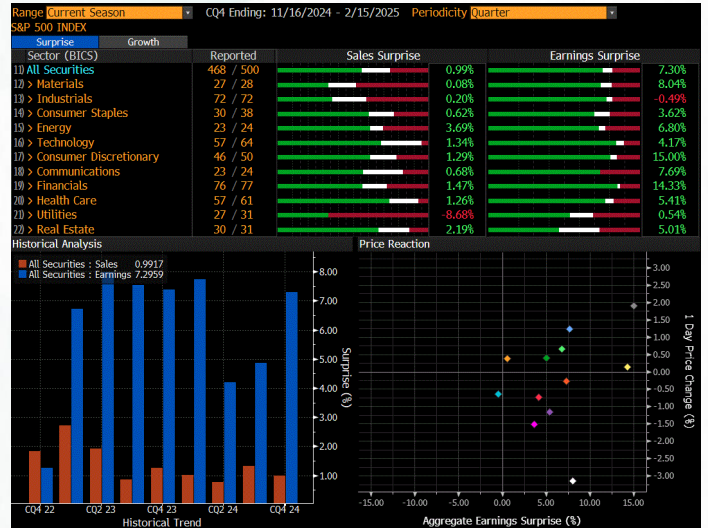 Range Current Season CQ4 Ending: 11/16/2024 - 2/15/2025 Periodicity Quarter
S&P 500 INDEX
Surprise Growth
Sector (BICS) Reported Sales Surprise Earnings Surprise
11) All Securities 468 / 500 0.99% 7.30%
12) > Materials 27 / 28 0.08% 8.04%
13) > Industrials 72 / 72 0.20% -0.49%
14) > Consumer Staples 30 / 38 0.62% 3.62%
15) > Energy 23 / 24 3.69% 6.80%
16) > Technology 57 / 64 1.34% 4.17%
17) > Consumer Discretionary 46 / 50 1.29% 15.00%
18) > Communications 23 / 24 0.68% 7.69%
19) > Financials 76 / 77 1.47% 14.33%
20) > Health Care 57 / 61 1.26% 5.41%
21) > Utilities 27 / 31 -8.68% 0.54%
22) > Real Estate 30 / 31 2.19% 5.01%
Historical Analysis Price Reaction
All Securities : Sales 0.9917
All Securities : Earnings 7.2959
8.00
7.00
6.00
5.00
4.00
3.00
2.00
1.00
Surprise (%)
CQ4 22 CQ2 23 CQ4 23 CQ2 24 CQ4 24
Historical Trend
3.00
2.50
2.00
1.50
1.00
0.50
0.00
-0.50
-1.00
-1.50
-2.00
-2.50
-3.00
1 Day Price Change (%)
-15.00 -10.00 -5.00 0.00 5.00 10.00 15.00
Aggregate Earnings Surprise (%)